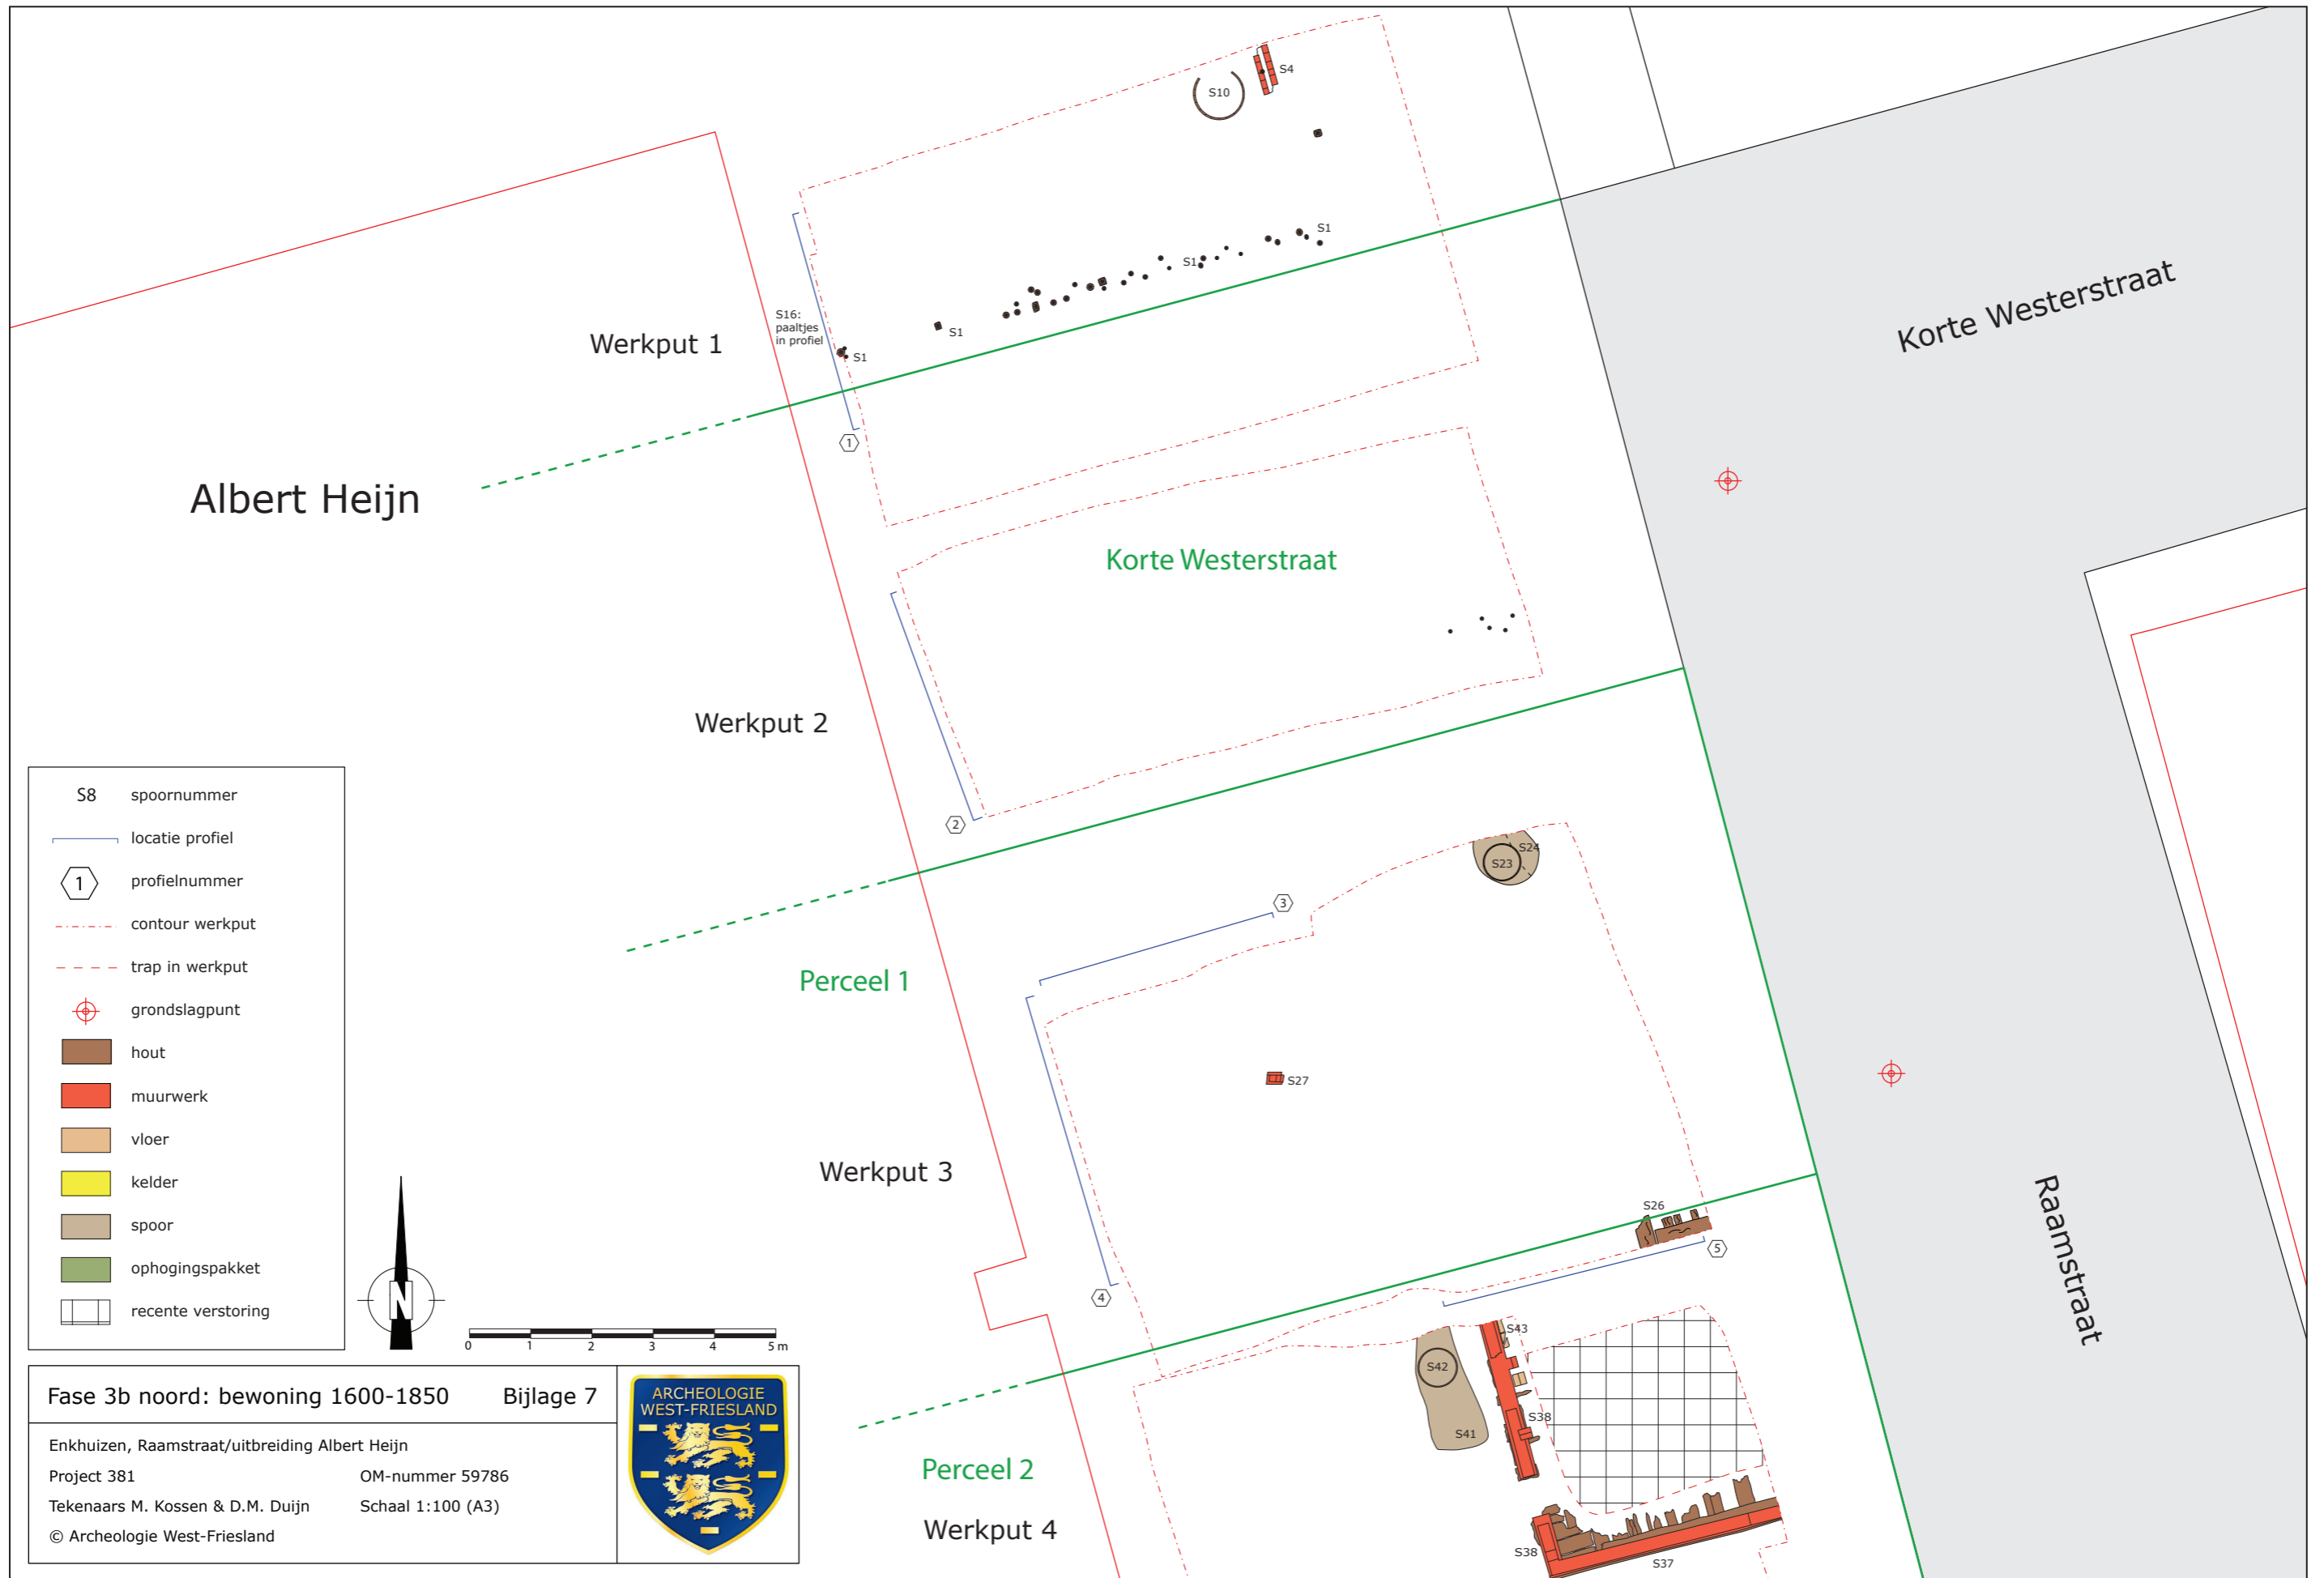 S4
S10
S1
S1
S1
S1
S16:
paaltjes
in profiel
Werkput 1
Korte Westerstraat
1
Albert Heijn
Korte Westerstraat
Werkput 2
2
S24
S23
3
Perceel 1
S27
Werkput 3
4
S26
5
Raamstraat
S43
S42
S38
S41
Perceel 2
Werkput 4
S38
S37
S8 spoornummer
locatie profiel
1 profielnummer
contour werkput
trap in werkput
grondslagpunt
hout
muurwerk
vloer
kelder
spoor
ophogingspakket
recente verstoring
N
0 1 2 3 4 5 m
Fase 3b noord: bewoning 1600-1850 Bijlage 7
Enkhuizen, Raamstraat/uitbreiding Albert Heijn
Project 381 OM-nummer 59786
Tekenaars M. Kossen & D.M. Duijn Schaal 1:100 (A3)
© Archeologie West-Friesland
ARCHEOLOGIE
WEST-FRIESLAND